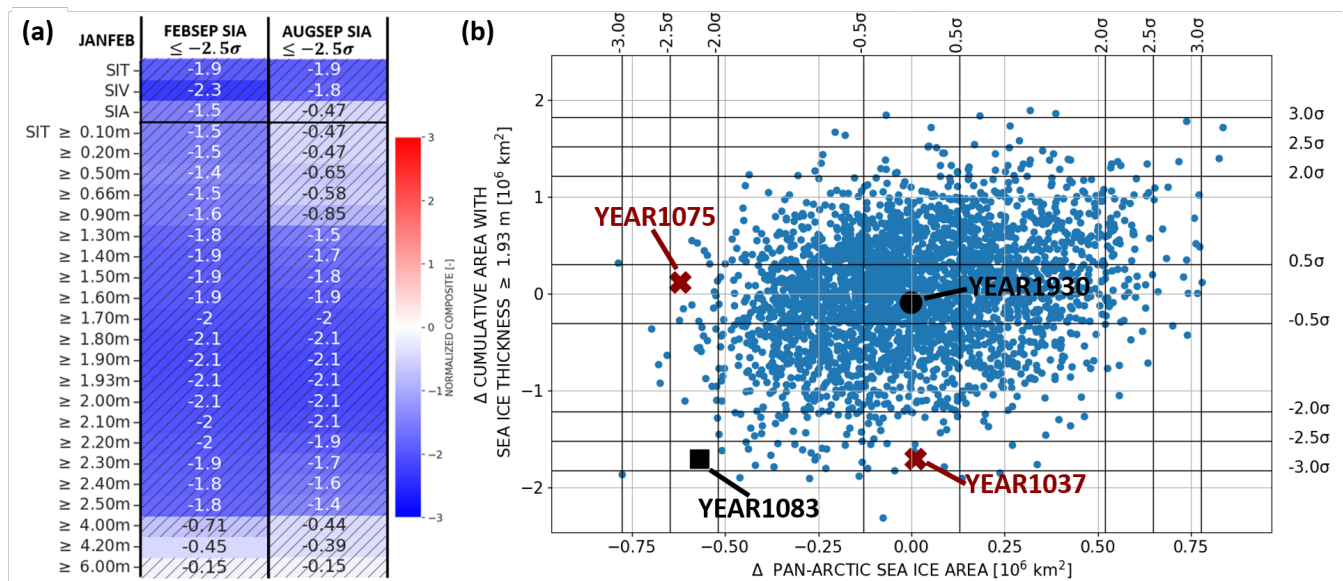 (a)
JANFEB
FEBSEP SIA
≤ −2.5σ
AUGSEP SIA
≤ −2.5σ
SIT -1.9 -1.9
SIV -2.3 -1.8
SIA -1.5 -0.47
SIT ≥ 0.10m -1.5 -0.47
≥ 0.20m -1.5 -0.47
≥ 0.50m -1.4 -0.65
≥ 0.66m -1.5 -0.58
≥ 0.90m -1.6 -0.85
≥ 1.30m -1.8 -1.5
≥ 1.40m -1.9 -1.7
≥ 1.50m -1.9 -1.8
≥ 1.60m -1.9 -1.9
≥ 1.70m -2 -2
≥ 1.80m -2.1 -2.1
≥ 1.90m -2.1 -2.1
≥ 1.93m -2.1 -2.1
≥ 2.00m -2.1 -2.1
≥ 2.10m -2 -2
≥ 2.20m -2 -1.9
≥ 2.30m -1.9 -1.7
≥ 2.40m -1.8 -1.6
≥ 2.50m -1.8 -1.4
≥ 4.00m -0.71 -0.44
≥ 4.20m -0.45 -0.39
≥ 6.00m -0.15 -0.15
3
2
1
0
−1
−2
−3
NORMALIZED COMPOSITE [-]
(b)
-3.0σ
-2.5σ
-2.0σ
-0.5σ
0.5σ
2.0σ
2.5σ
3.0σ
3.0σ
2.5σ
2.0σ
0.5σ
-0.5σ
-2.0σ
-2.5σ
-3.0σ
2
1
0
−1
−2
Δ CUMULATIVE AREA WITH
SEA ICE THICKNESS ≥ 1.93 m [10⁶ km²]
YEAR1075
YEAR1930
YEAR1083
YEAR1037
−0.75
−0.50
−0.25
0.00
0.25
0.50
0.75
Δ PAN-ARCTIC SEA ICE AREA [10⁶ km²]